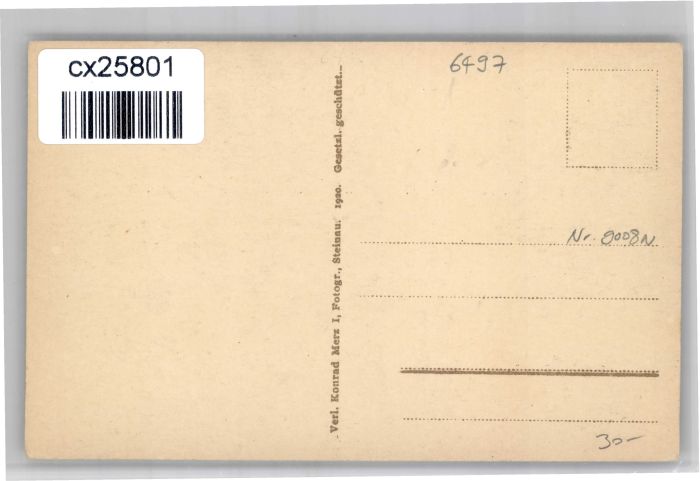 cx25801
6497
Verl. Konrad Merz I, Fotogr., Steinau. 1920. Gesetzl. geschützt.
Nr. 9008N
30-